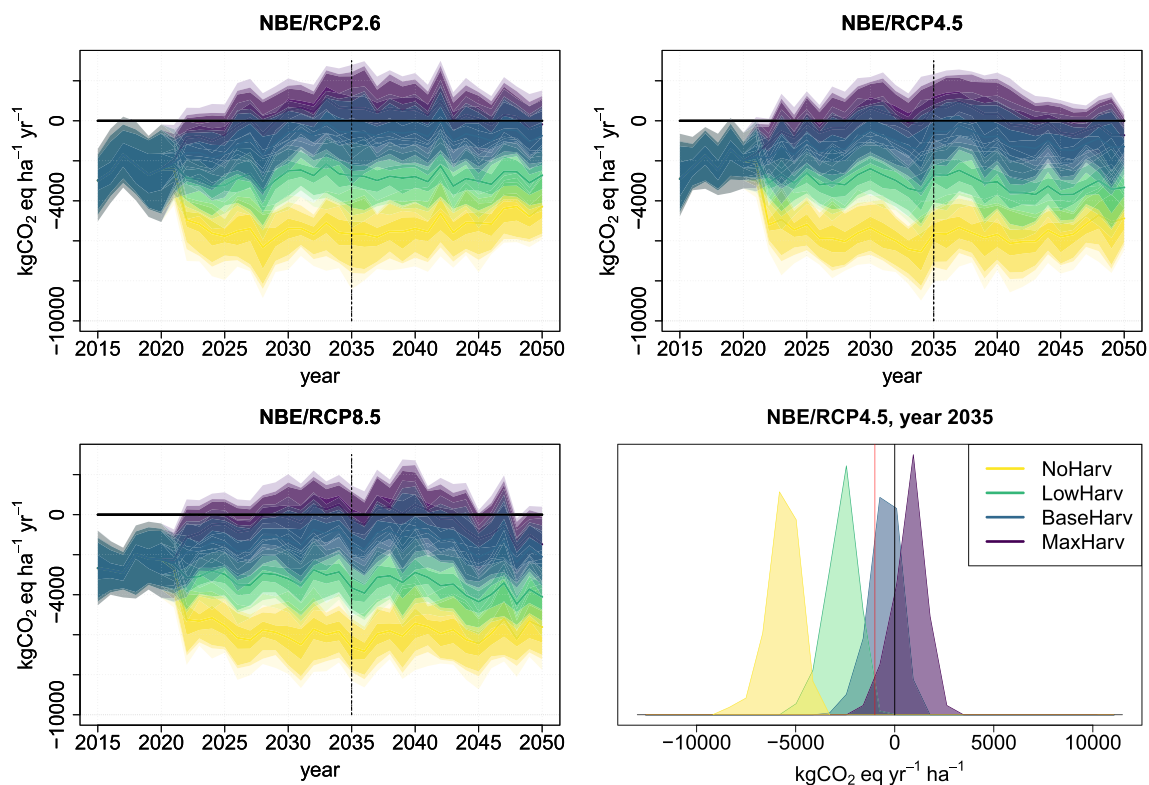 NBE/RCP2.6
kgCO₂ eq ha⁻¹ yr⁻¹
0
−4000
−10000
2015 2020 2025 2030 2035 2040 2045 2050
year
NBE/RCP4.5
kgCO₂ eq ha⁻¹ yr⁻¹
0
−4000
−10000
2015 2020 2025 2030 2035 2040 2045 2050
year
NBE/RCP8.5
kgCO₂ eq ha⁻¹ yr⁻¹
0
−4000
−10000
2015 2020 2025 2030 2035 2040 2045 2050
year
NBE/RCP4.5, year 2035
NoHarv
LowHarv
BaseHarv
MaxHarv
−10000 −5000 0 5000 10000
kgCO₂ eq yr⁻¹ ha⁻¹